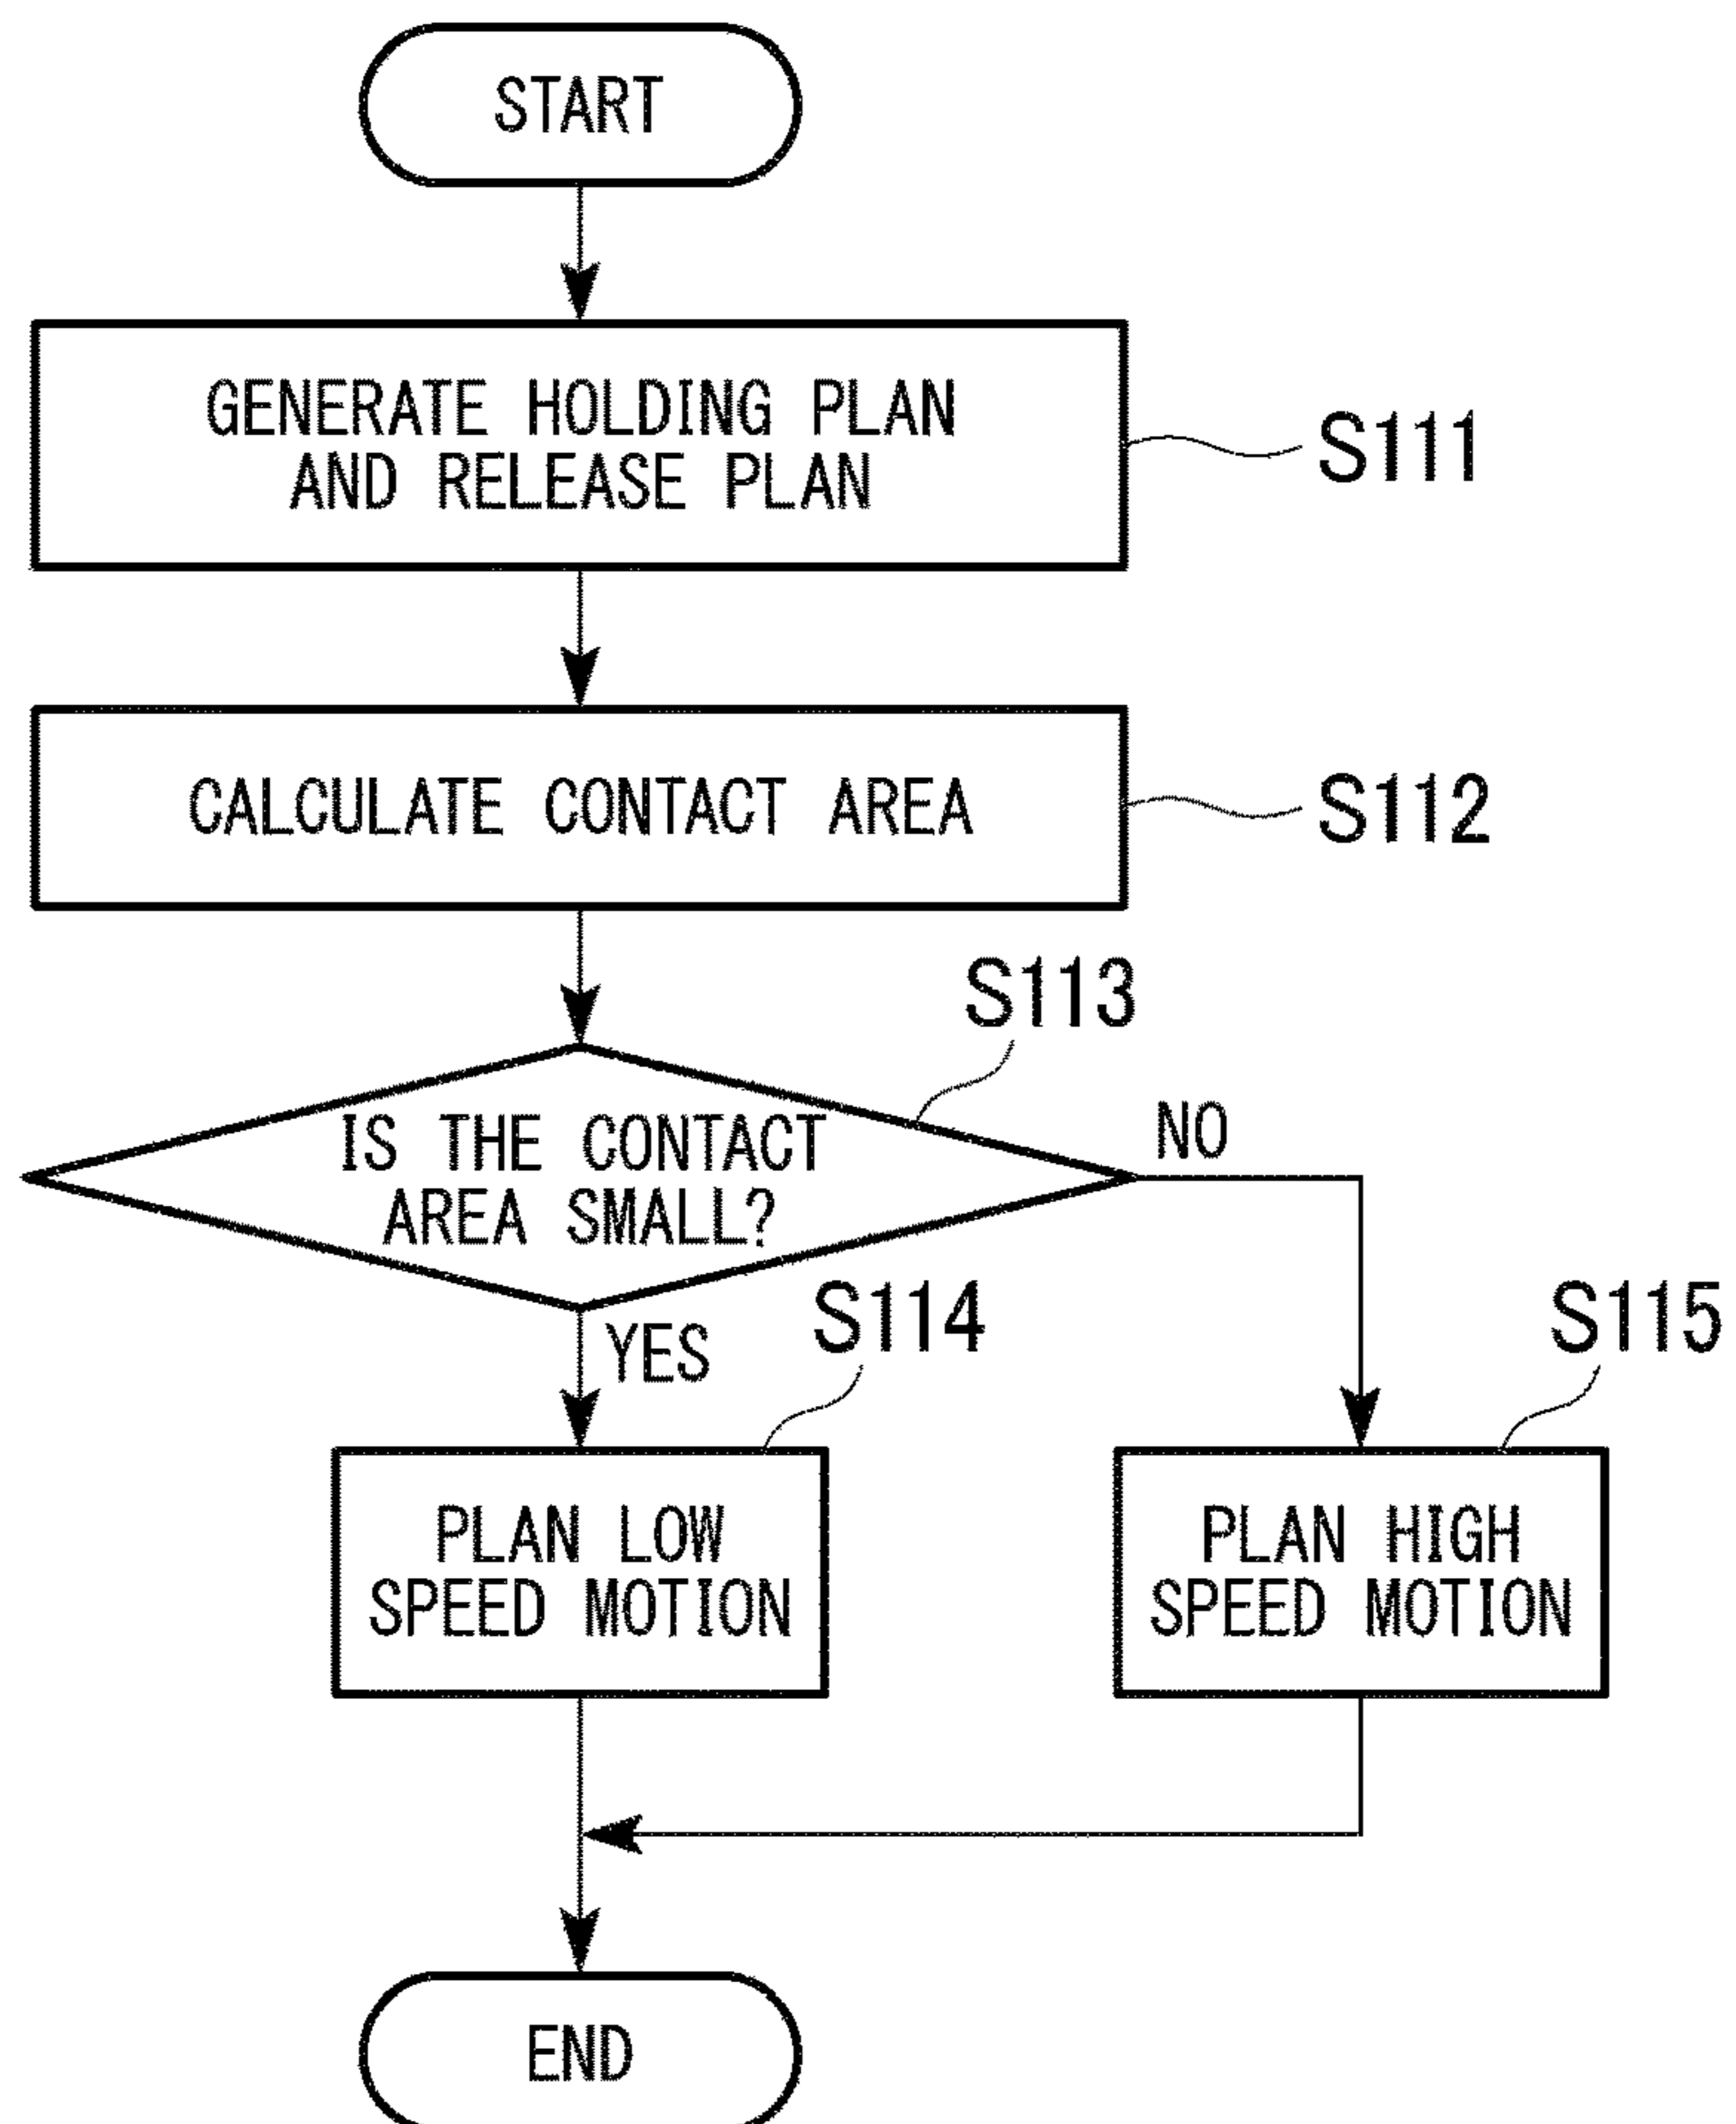 START
GENERATE HOLDING PLAN
AND RELEASE PLAN
S111
CALCULATE CONTACT AREA
S112
S113
IS THE CONTACT
AREA SMALL?
NO
YES
S114
S115
PLAN LOW
SPEED MOTION
PLAN HIGH
SPEED MOTION
END